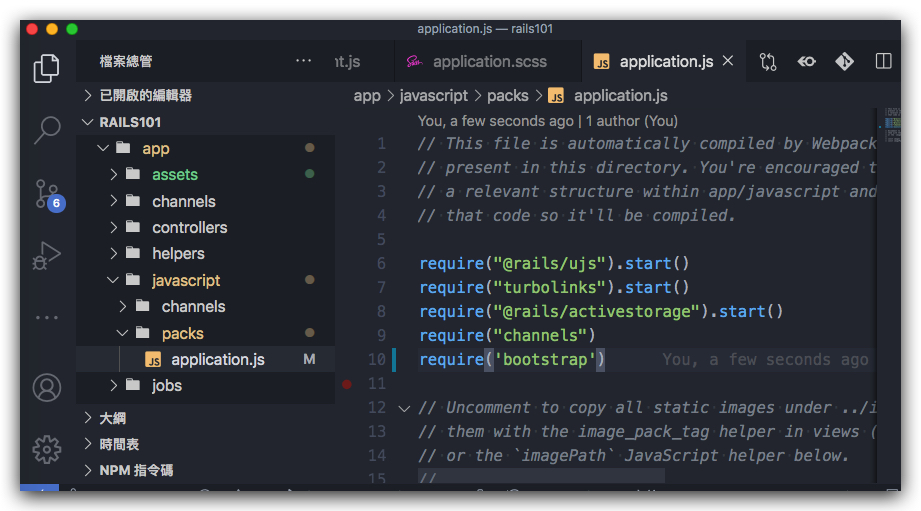 application.js — rails101
檔案總管
nt.js
application.scss
application.js
已開啟的編輯器
RAILS101
app
assets
channels
controllers
helpers
javascript
channels
packs
application.js M
jobs
大綱
時間表
NPM 指令碼
6
app > javascript > packs > application.js
You, a few seconds ago | 1 author (You)
1 // This file is automatically compiled by Webpack
2 // present in this directory. You're encouraged t
3 // a relevant structure within app/javascript and
4 // that code so it'll be compiled.
5
6 require("@rails/ujs").start()
7 require("turbolinks").start()
8 require("@rails/activestorage").start()
9 require("channels")
10 require('bootstrap') You, a few seconds ago
11
12 // Uncomment to copy all static images under ../i
13 // them with the image_pack_tag helper in views (
14 // or the `imagePath` JavaScript helper below.
15 //